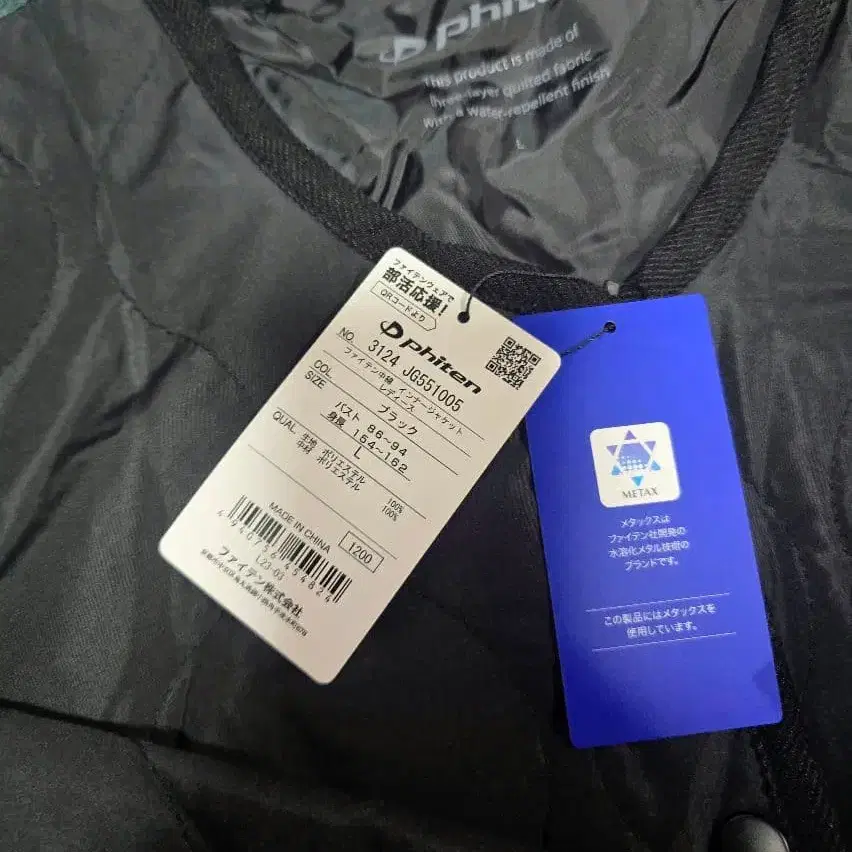 phiten
This product is made of
three-layer quilted fabric
with a water-repellent finish
L
ファイテンウェアで
部活応援!
QRコードより
phiten
NO. 3124 JG551005
ファイテン中綿 インナージャケット
レディース
COL ブラック
SIZE バスト 86~94
身長 154~162
L
QUAL 生地 ポリエステル 100%
中材 ポリエステル 100%
MADE IN CHINA
1200
4 940756 454824
L23-03
ファイテン株式会社
METAX
メタックスは
ファイテン社開発の
水溶化メタル技術の
ブランドです。
この製品にはメタックスを
使用しています。